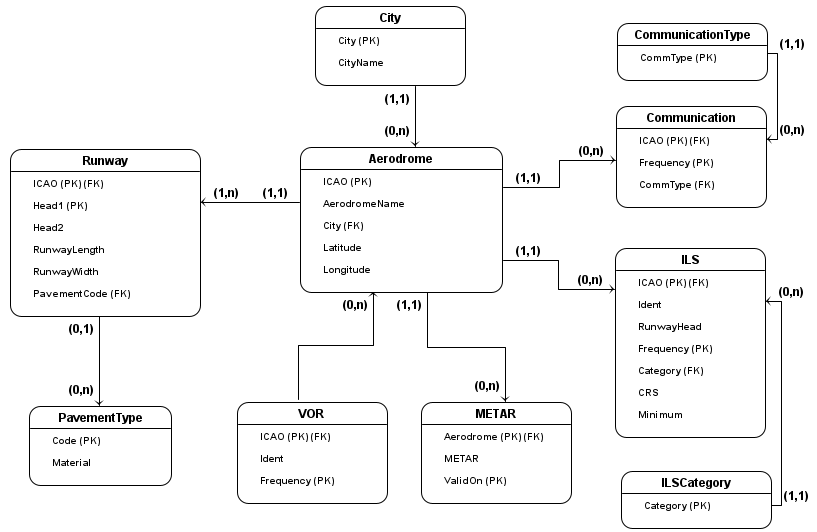 City
City (PK)
CityName
(1,1)
(0,n)
CommunicationType
CommType (PK)
(1,1)
(0,n)
Communication
ICAO (PK)(FK)
Frequency (PK)
CommType (FK)
Runway
ICAO (PK)(FK)
Head1 (PK)
Head2
RunwayLength
RunwayWidth
PavementCode (FK)
(1,n)
(1,1)
Aerodrome
ICAO (PK)
AerodromeName
City (FK)
Latitude
Longitude
(1,1)
(0,n)
(1,1)
(0,n)
ILS
ICAO (PK)(FK)
Ident
RunwayHead
Frequency (PK)
Category (FK)
CRS
Minimum
(0,n)
(0,1)
(0,n)
PavementType
Code (PK)
Material
(0,n)
(1,1)
VOR
ICAO (PK)(FK)
Ident
Frequency (PK)
(0,n)
METAR
Aerodrome (PK)(FK)
METAR
ValidOn (PK)
ILSCategory
Category (PK)
(1,1)